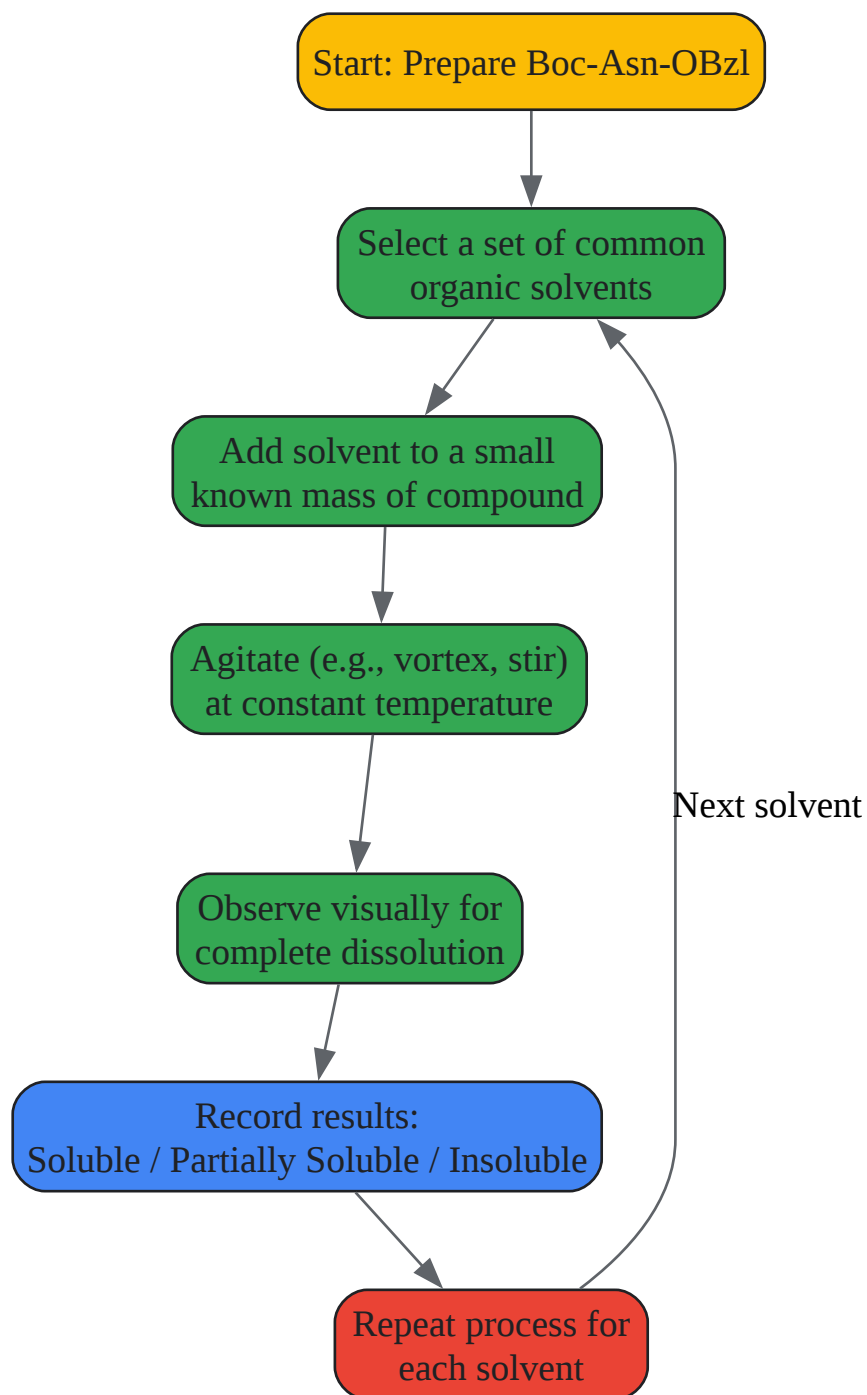 Start: Prepare Boc-Asn-OBzl
Select a set of common
organic solvents
Add solvent to a small
known mass of compound
Agitate (e.g., vortex, stir)
at constant temperature
Next solvent
Observe visually for
complete dissolution
Record results:
Soluble / Partially Soluble / Insoluble
Repeat process for
each solvent